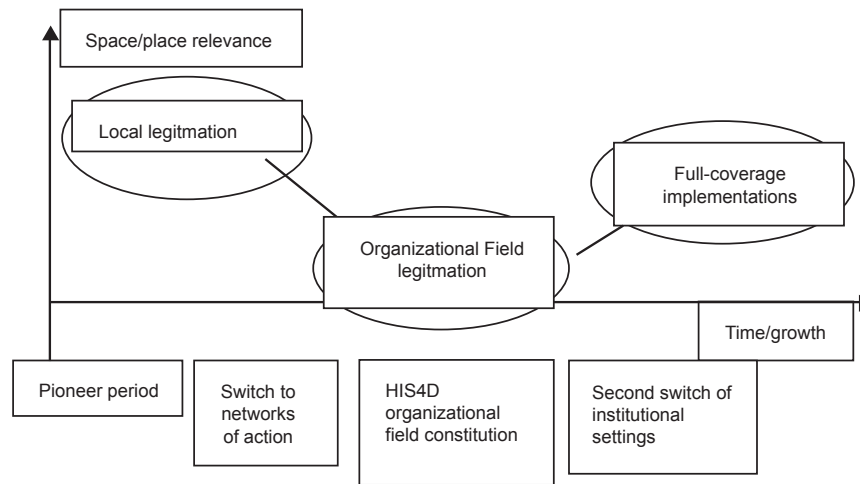 Space/place relevance
Local legitmation
Full-coverage
implementations
Organizational Field
legitmation
Time/growth
Pioneer period
Switch to
networks
of action
HIS4D
organizational
field constitution
Second switch of
institutional
settings